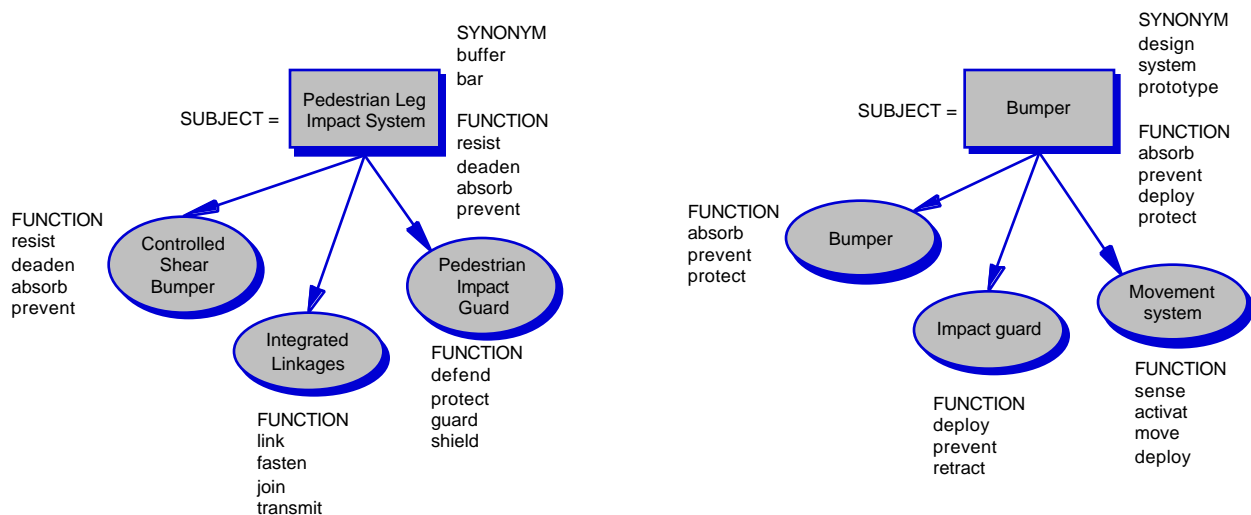 SYNONYM
buffer
bar
SUBJECT =
Pedestrian Leg
Impact System
FUNCTION
resist
deaden
absorb
prevent
FUNCTION
resist
deaden
absorb
prevent
Controlled
Shear
Bumper
Integrated
Linkages
FUNCTION
link
fasten
join
transmit
Pedestrian
Impact
Guard
FUNCTION
defend
protect
guard
shield
SYNONYM
design
system
prototype
SUBJECT =
Bumper
FUNCTION
absorb
prevent
deploy
protect
FUNCTION
absorb
prevent
protect
Bumper
Impact guard
FUNCTION
deploy
prevent
retract
Movement
system
FUNCTION
sense
activat
move
deploy